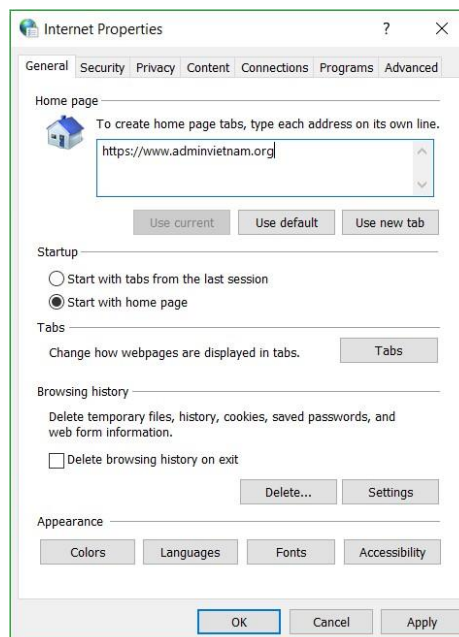 Internet Properties
?
General Security Privacy Content Connections Programs Advanced
Home page
To create home page tabs, type each address on its own line.
https://www.adminvietnam.org
Use current Use default Use new tab
Startup
Start with tabs from the last session
Start with home page
Tabs
Change how webpages are displayed in tabs. Tabs
Browsing history
Delete temporary files, history, cookies, saved passwords, and
web form information.
Delete browsing history on exit
Delete... Settings
Appearance
Colors Languages Fonts Accessibility
OK Cancel Apply